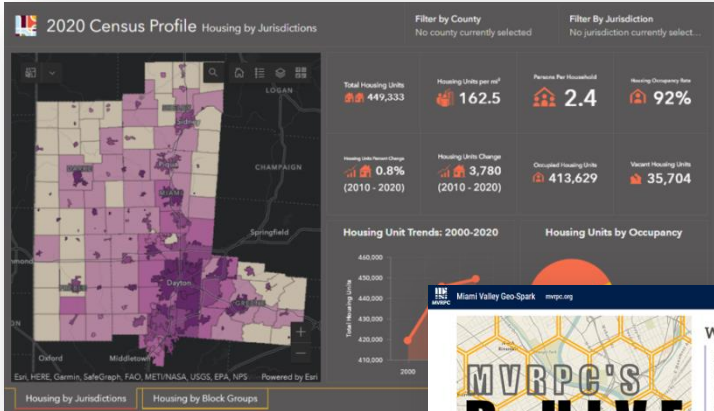 2020 Census Profile Housing by Jurisdictions
Filter by County
No county currently selected
Filter By Jurisdiction
No jurisdiction currently select...
LOGAN
Sidney
CHAMPAIGN
MIAMI
Springfield
Dayton
GREENE
Oxford
Middletown
Esri, HERE, Garmin, SafeGraph, FAO, METI/NASA, USGS, EPA, NPS Powered by Esri
Housing by Jurisdictions
Housing by Block Groups
Total Housing Units
449,333
Housing Units per mi²
162.5
Persons Per Household
2.4
Housing Occupancy Rate
92%
Housing Units Percent Change
0.8%
(2010 - 2020)
Housing Units Change
3,780
(2010 - 2020)
Occupied Housing Units
413,629
Vacant Housing Units
35,704
Housing Unit Trends: 2000-2020
Total Housing Units
460,000
450,000
440,000
430,000
420,000
410,000
2000
Housing Units by Occupancy
MVRPC
Miami Valley Geo-Spark mvrpc.org
MVRPC'S
W